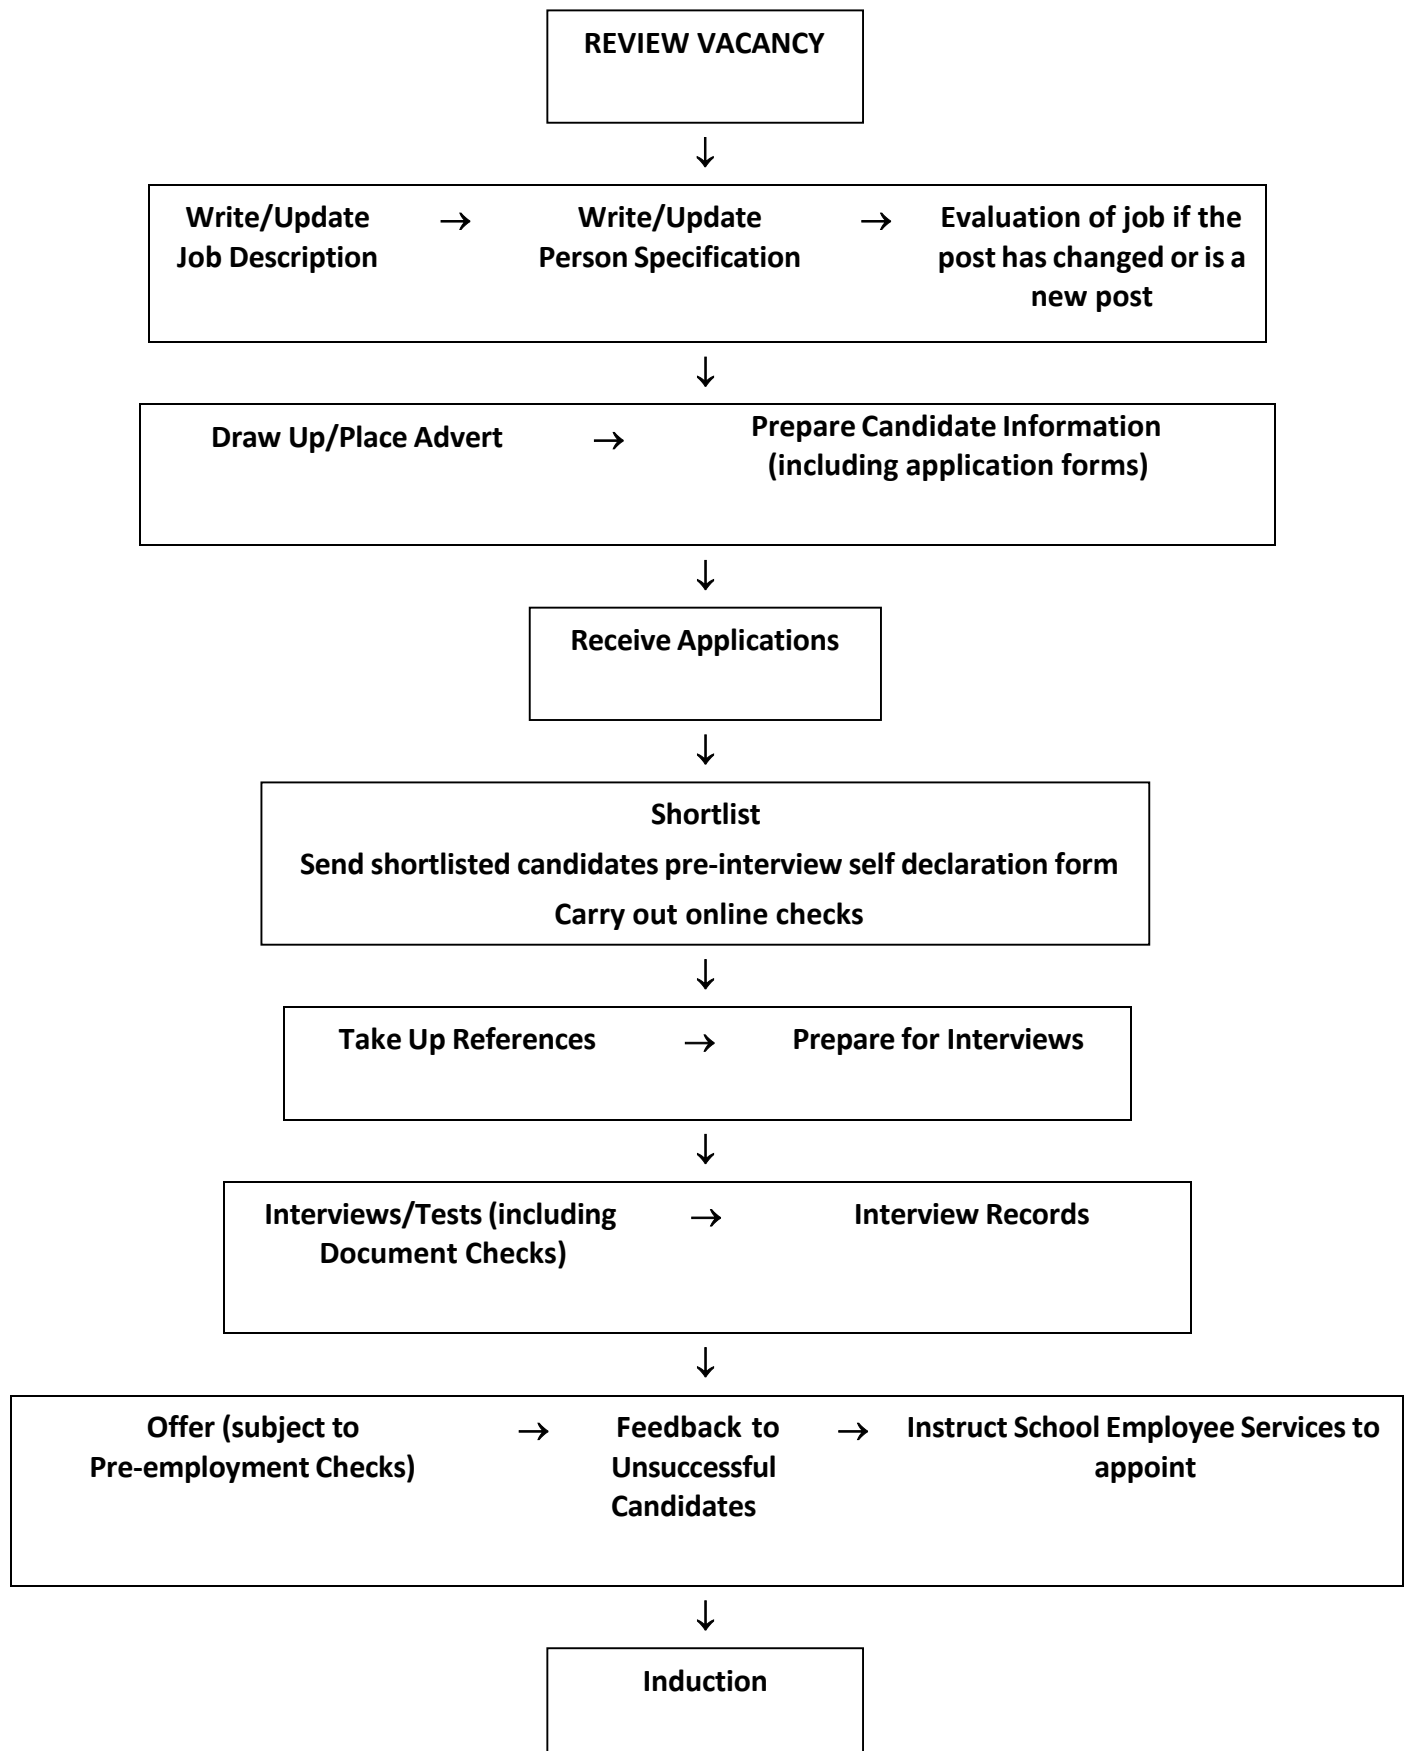 REVIEW VACANCY
↓
Write/Update → Write/Update → Evaluation of job if the
Job Description Person Specification post has changed or is a
new post
↓
Draw Up/Place Advert → Prepare Candidate Information
(including application forms)
↓
Receive Applications
↓
Shortlist
Send shortlisted candidates pre-interview self declaration form
Carry out online checks
↓
Take Up References → Prepare for Interviews
↓
Interviews/Tests (including → Interview Records
Document Checks)
↓
Offer (subject to → Feedback to → Instruct School Employee Services to
Pre-employment Checks) Unsuccessful appoint
Candidates
↓
Induction